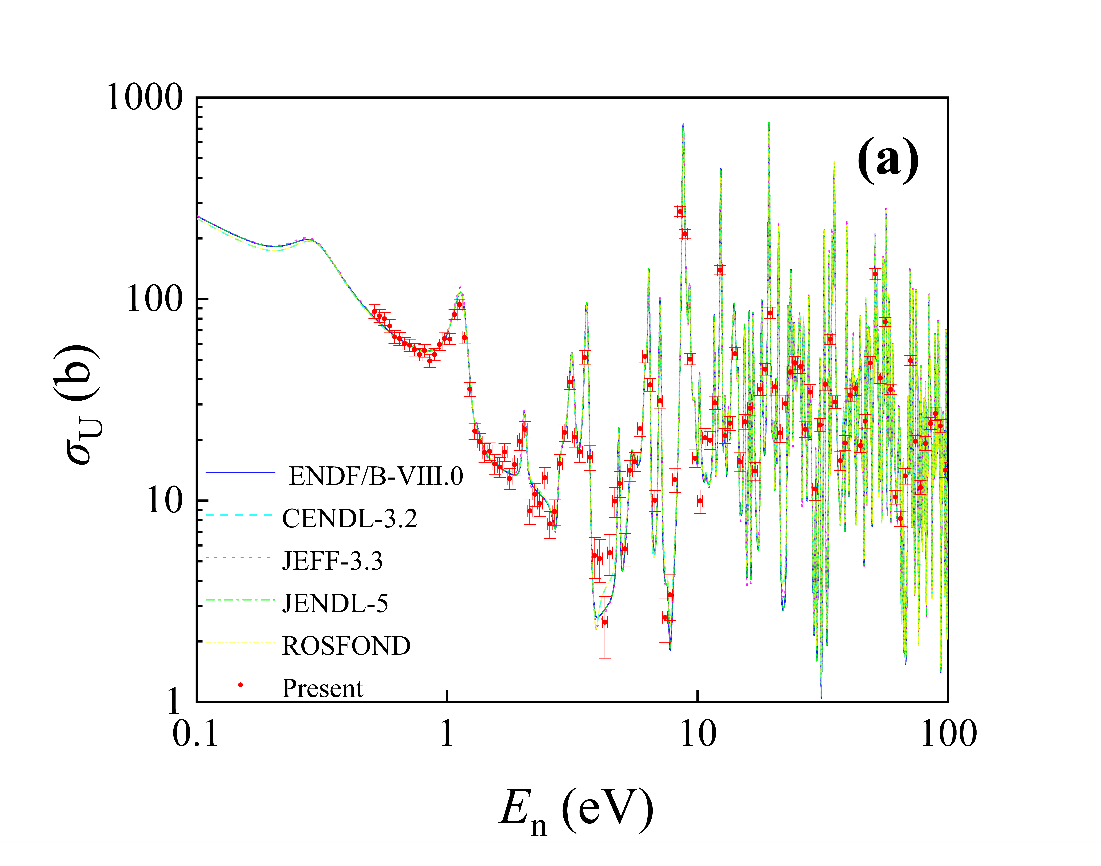 1000
(a)
100
σU (b)
ENDF/B-VIII.0
10
CENDL-3.2
JEFF-3.3
JENDL-5
ROSFOND
Present
1
0.1 1 10 100
En (eV)